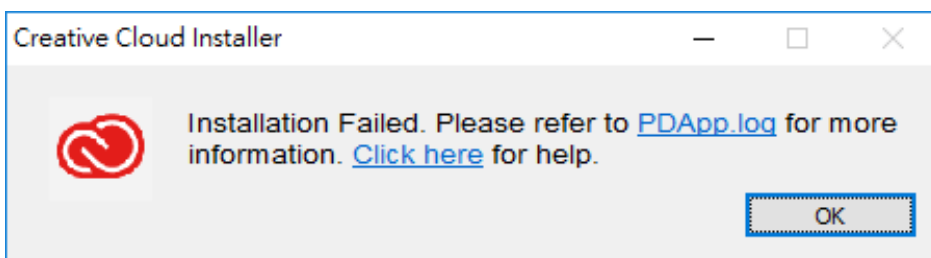 Creative Cloud Installer
Installation Failed. Please refer to PDApp.log for more
information. Click here for help.
OK